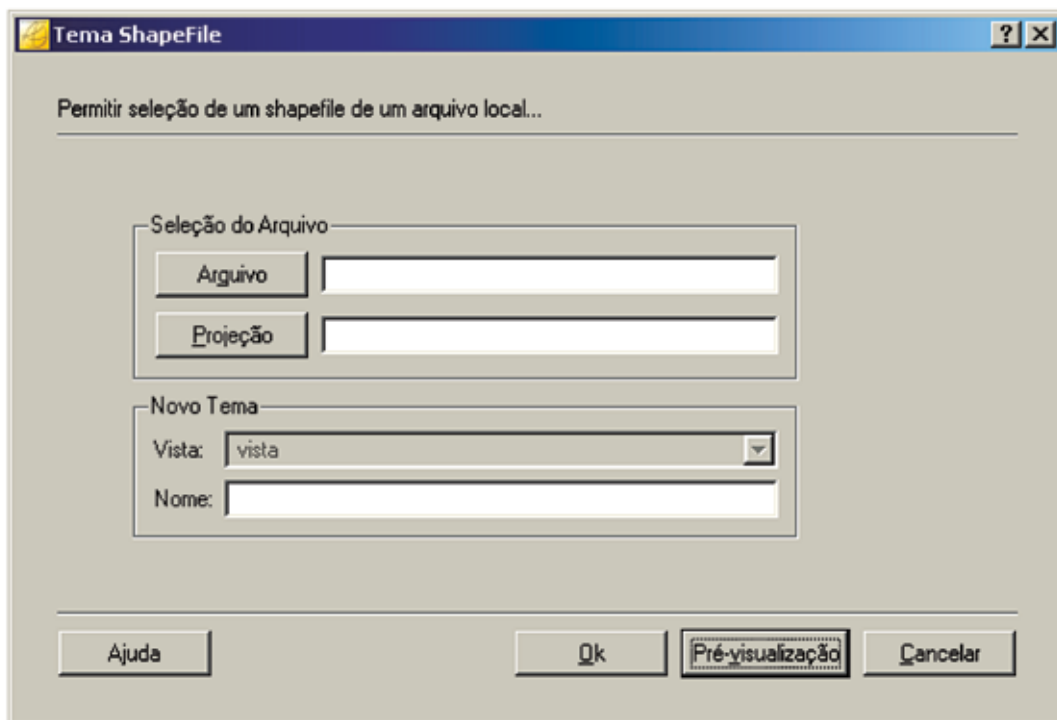 Tema ShapeFile
Permitir seleção de um shapefile de um arquivo local...
Seleção do Arquivo
Arquivo
Projeção
Novo Tema
Vista: vista
Nome:
Ajuda Ok Pré-visualização Cancelar